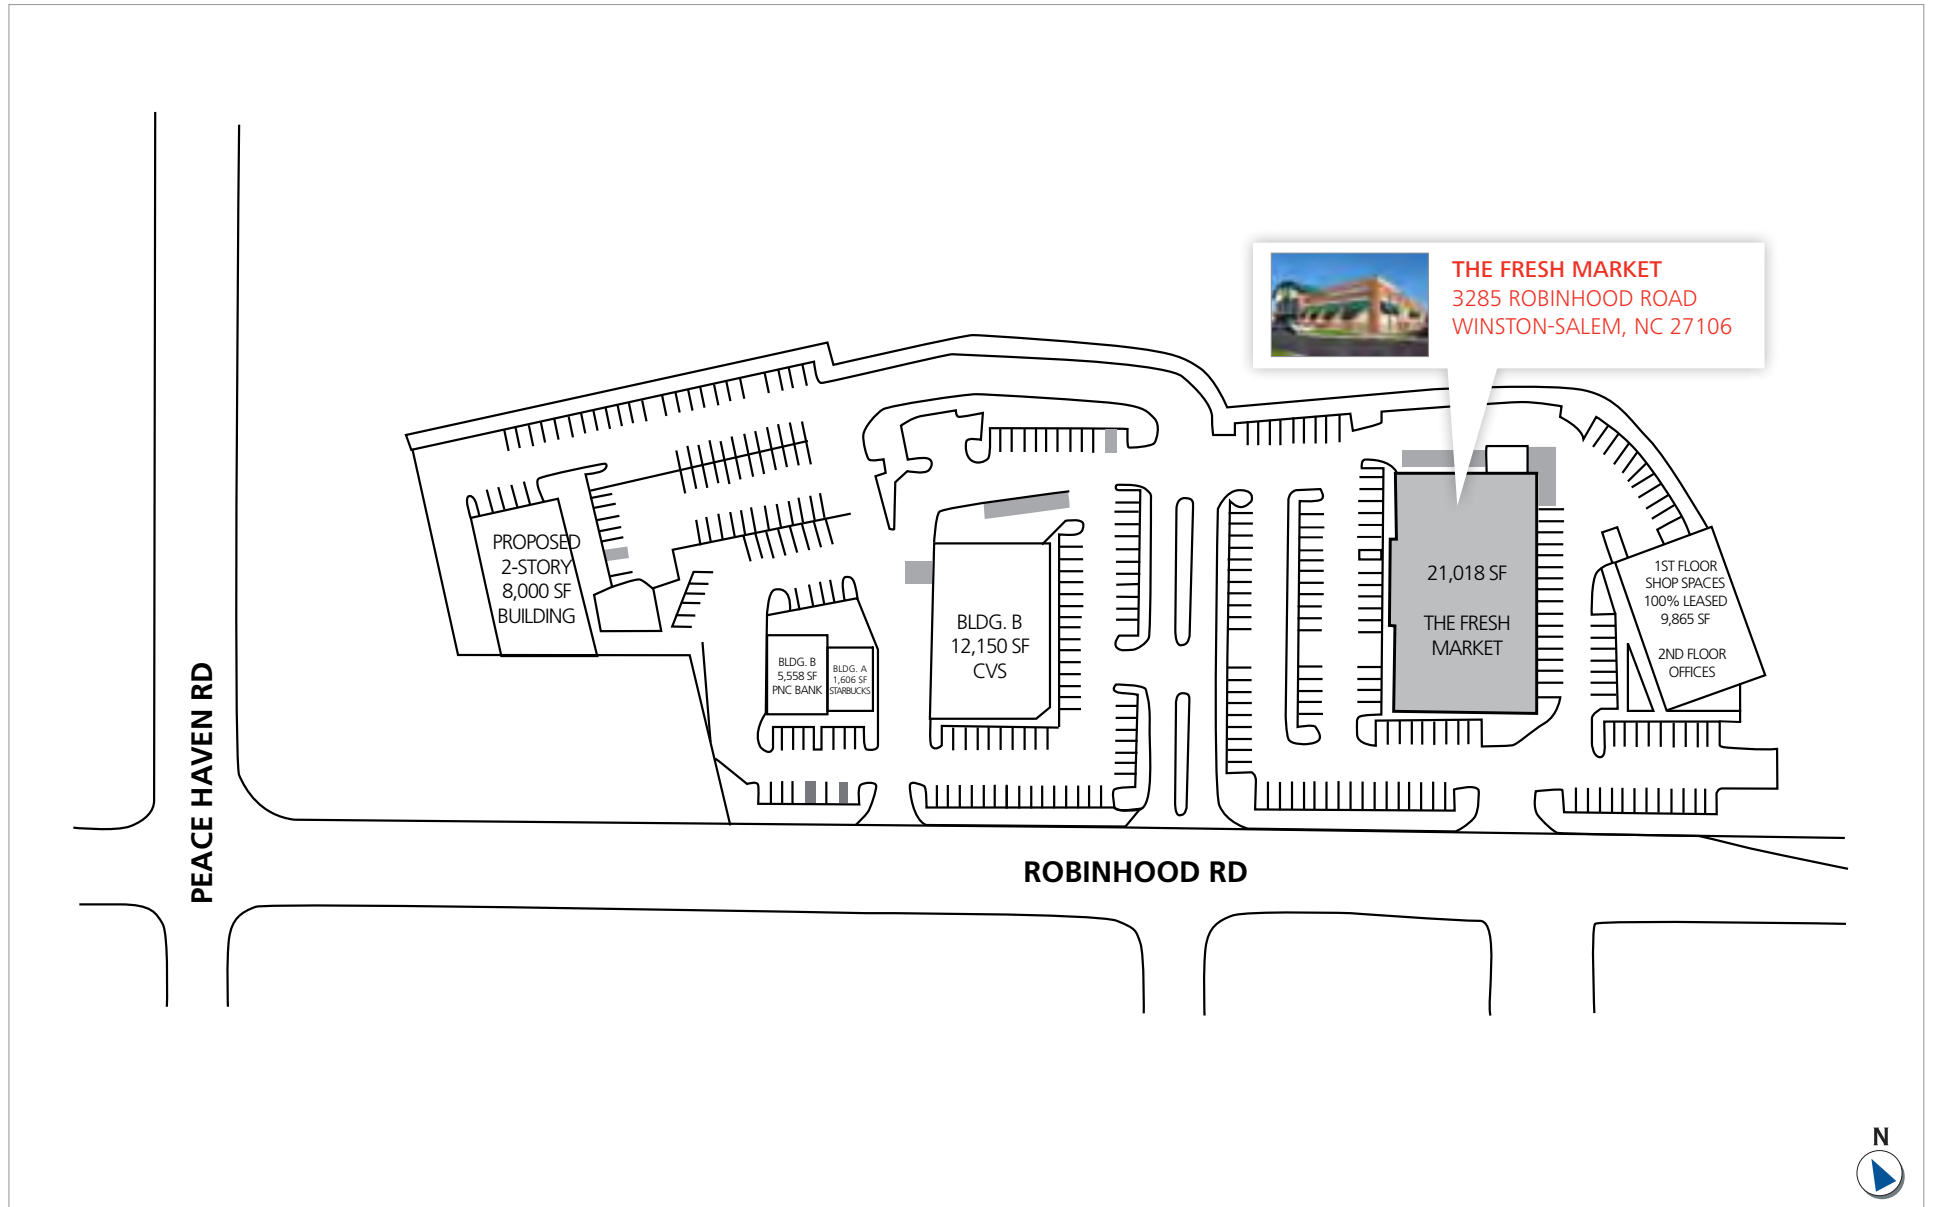 THE FRESH MARKET
3285 ROBINHOOD ROAD
WINSTON-SALEM, NC 27106
PROPOSED
2-STORY
8,000 SF
BUILDING
BLDG. B
5,558 SF
PNC BANK
BLDG. A
1,606 SF
STARBUCKS
BLDG. B
12,150 SF
CVS
21,018 SF
THE FRESH
MARKET
1ST FLOOR
SHOP SPACES
100% LEASED
9,865 SF
2ND FLOOR
OFFICES
PEACE HAVEN RD
ROBINHOOD RD
N